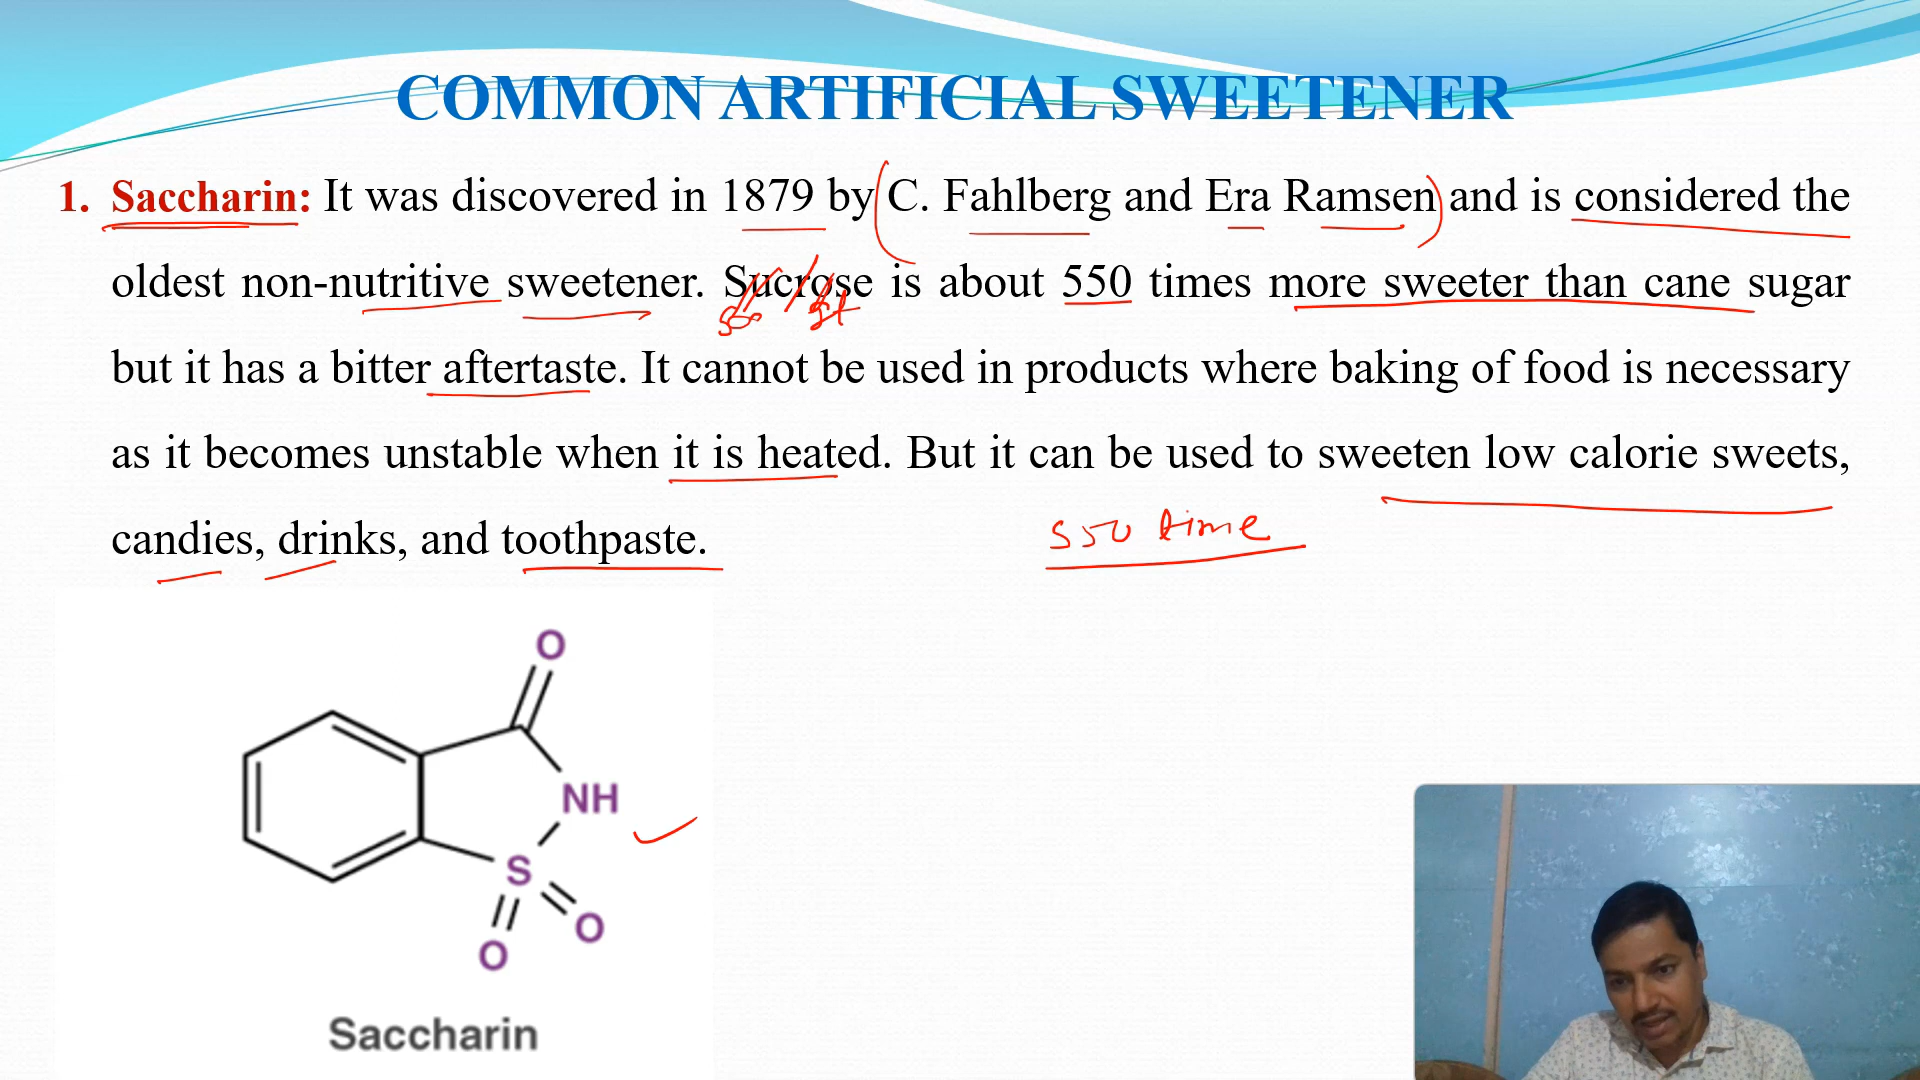 COMMON ARTIFICIAL SWEETENER
1. Saccharin: It was discovered in 1879 by C. Fahlberg and Era Ramsen and is considered the
oldest non-nutritive sweetener. Sucrose is about 550 times more sweeter than cane sugar
but it has a bitter aftertaste. It cannot be used in products where baking of food is necessary
as it becomes unstable when it is heated. But it can be used to sweeten low calorie sweets,
candies, drinks, and toothpaste.
550 time
O
NH
S
O
O
Saccharin